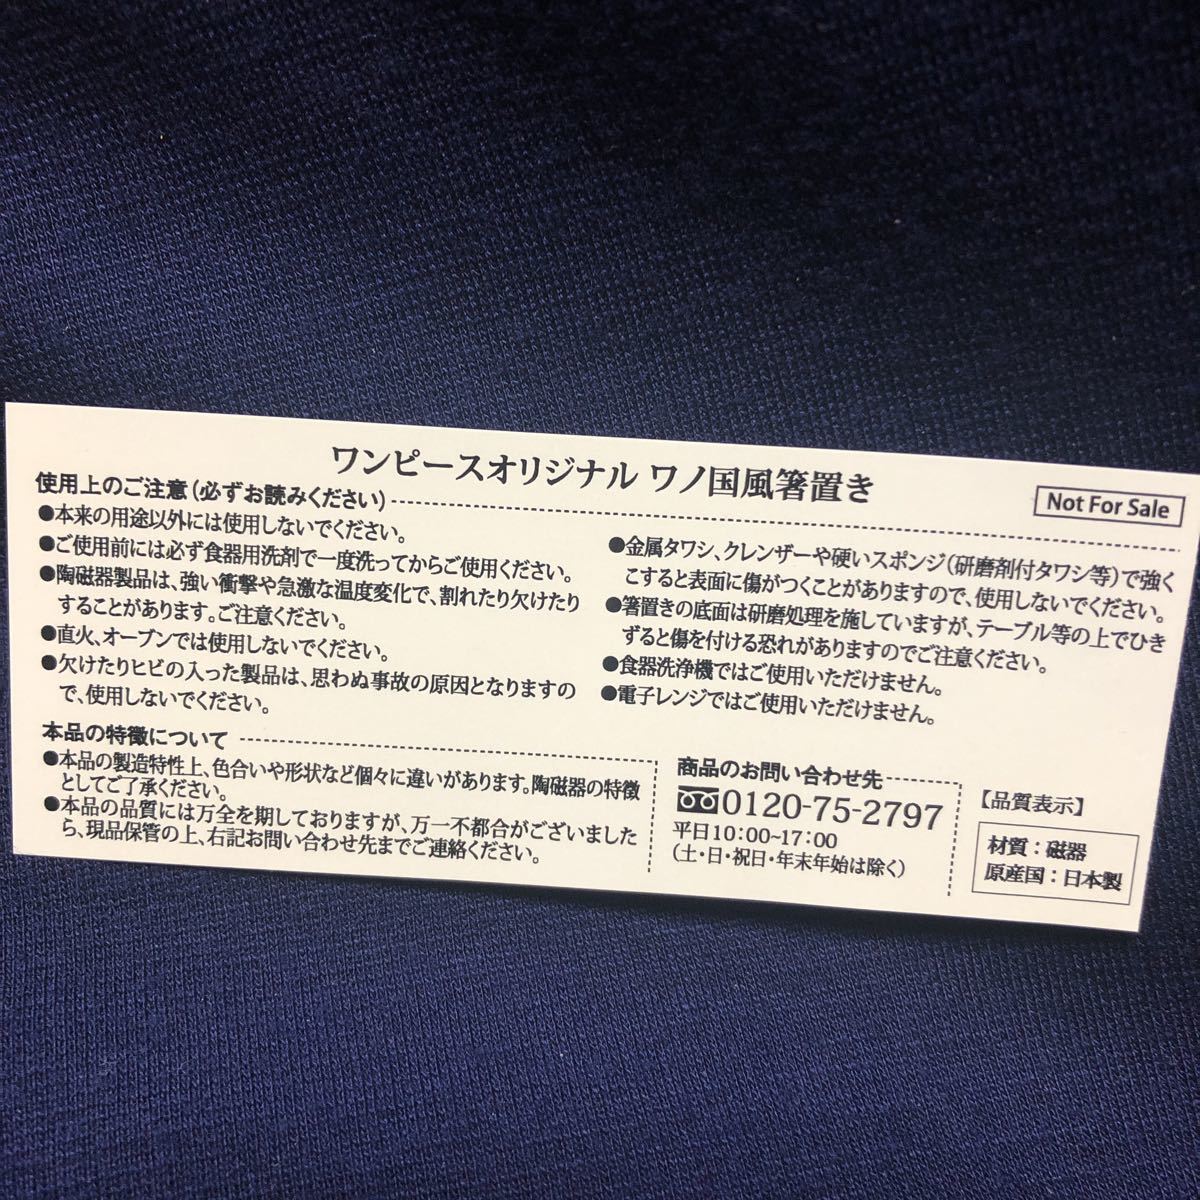 ワンピースオリジナル ワノ国風箸置き
Not For Sale
使用上のご注意(必ずお読みください)
●本来の用途以外には使用しないでください。
●ご使用前には必ず食器用洗剤で一度洗ってからご使用ください。
●陶磁器製品は、強い衝撃や急激な温度変化で、割れたり欠けたり
することがあります。ご注意ください。
●直火、オーブンでは使用しないでください。
●欠けたりヒビの入った製品は、思わぬ事故の原因となりますの
で、使用しないでください。
●金属タワシ、クレンザーや硬いスポンジ(研磨剤付タワシ等)で強く
こすると表面に傷がつくことがありますので、使用しないでください。
●箸置きの底面は研磨処理を施していますが、テーブル等の上でひき
ずると傷を付ける恐れがありますのでご注意ください。
●食器洗浄機ではご使用いただけません。
●電子レンジではご使用いただけません。
本品の特徴について
●本品の製造特性上、色合いや形状など個々に違いがあります。陶磁器の特徴
としてご了承ください。
●本品の品質には万全を期しておりますが、万一不都合がございました
ら、現品保管の上、右記お問い合わせ先までご連絡ください。
商品のお問い合わせ先
0120-75-2797
平日10:00~17:00
(土・日・祝日・年末年始は除く)
【品質表示】
材質：磁器
原産国：日本製